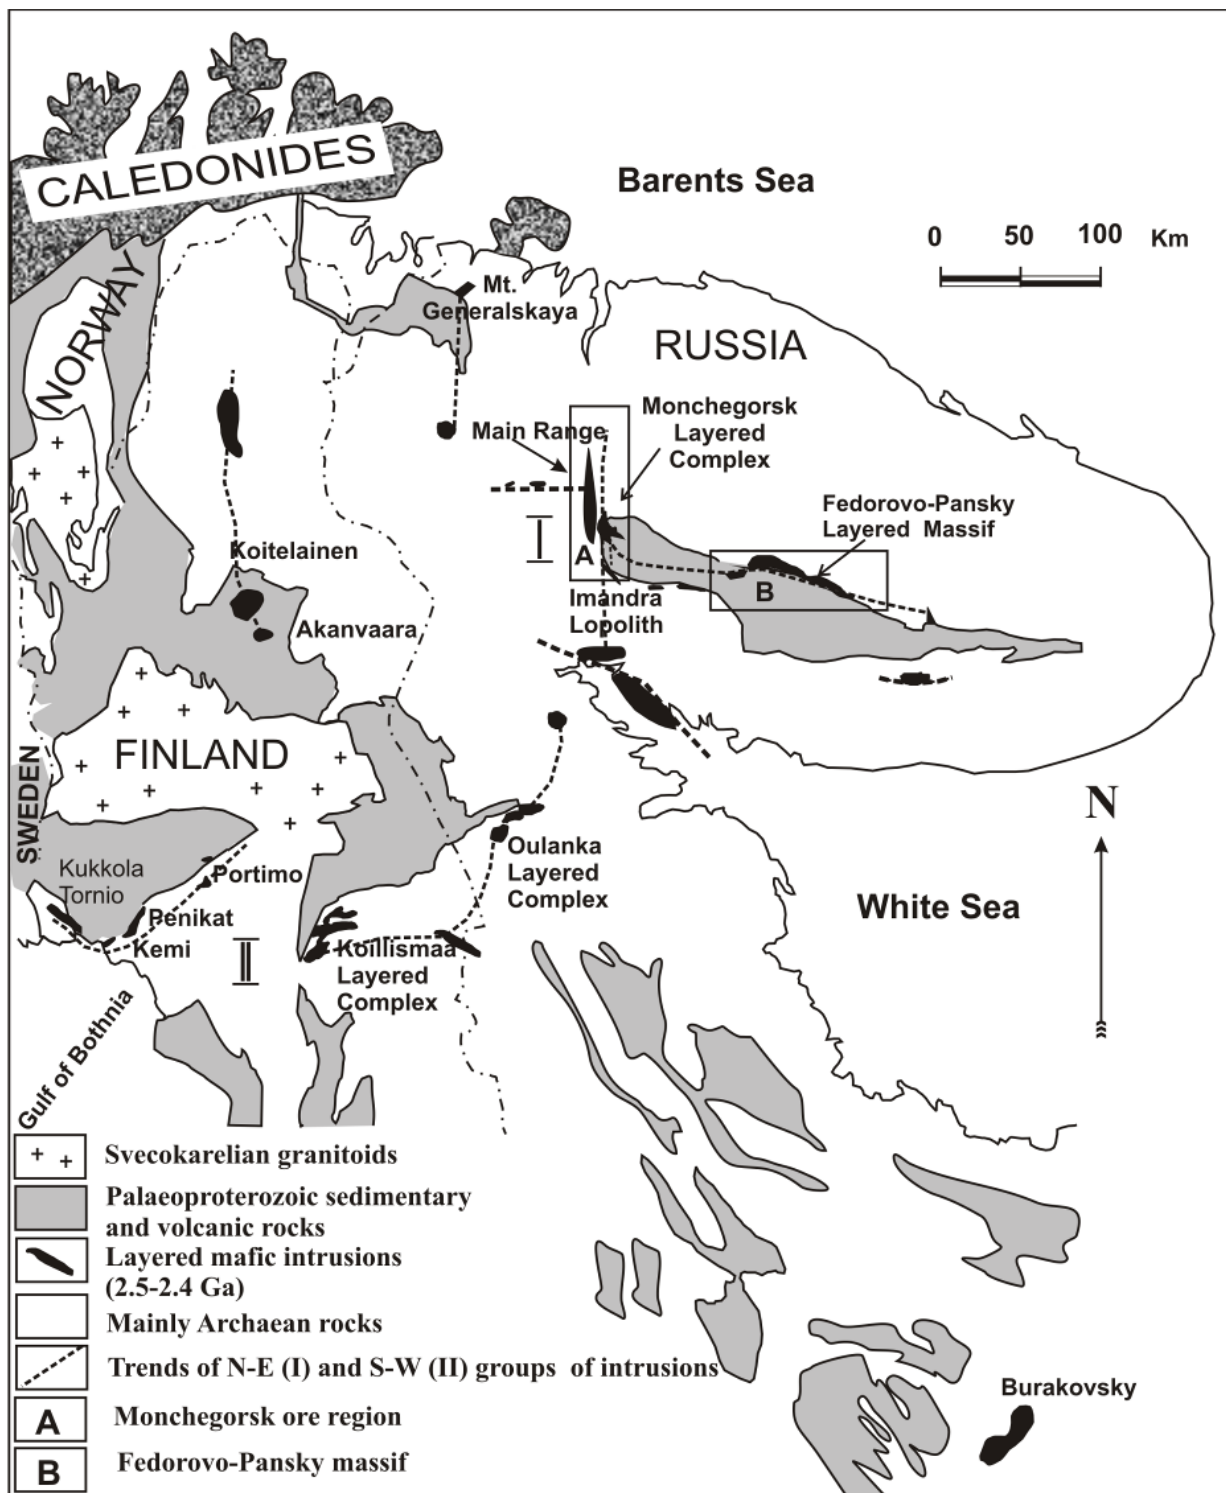 CALEDONIDES
Barents Sea
0 50 100 Km
NORWAY
Mt.
Generalskaya
RUSSIA
Main Range
Monchegorsk
Layered
Complex
Fedorovo-Pansky
Layered Massif
I
A
B
Imandra
Lopolith
Koitelainen
Akanvaara
FINLAND
SWEDEN
Kukkola
Tornio
Portimo
Penikat
Kemi
II
Koillismaa
Layered
Complex
Oulanka
Layered
Complex
N
White Sea
Gulf of Bothnia
Svecokarelian granitoids
Palaeoproterozoic sedimentary
and volcanic rocks
Layered mafic intrusions
(2.5-2.4 Ga)
Mainly Archaean rocks
Trends of N-E (I) and S-W (II) groups of intrusions
A Monchegorsk ore region
B Fedorovo-Pansky massif
Burakovsky